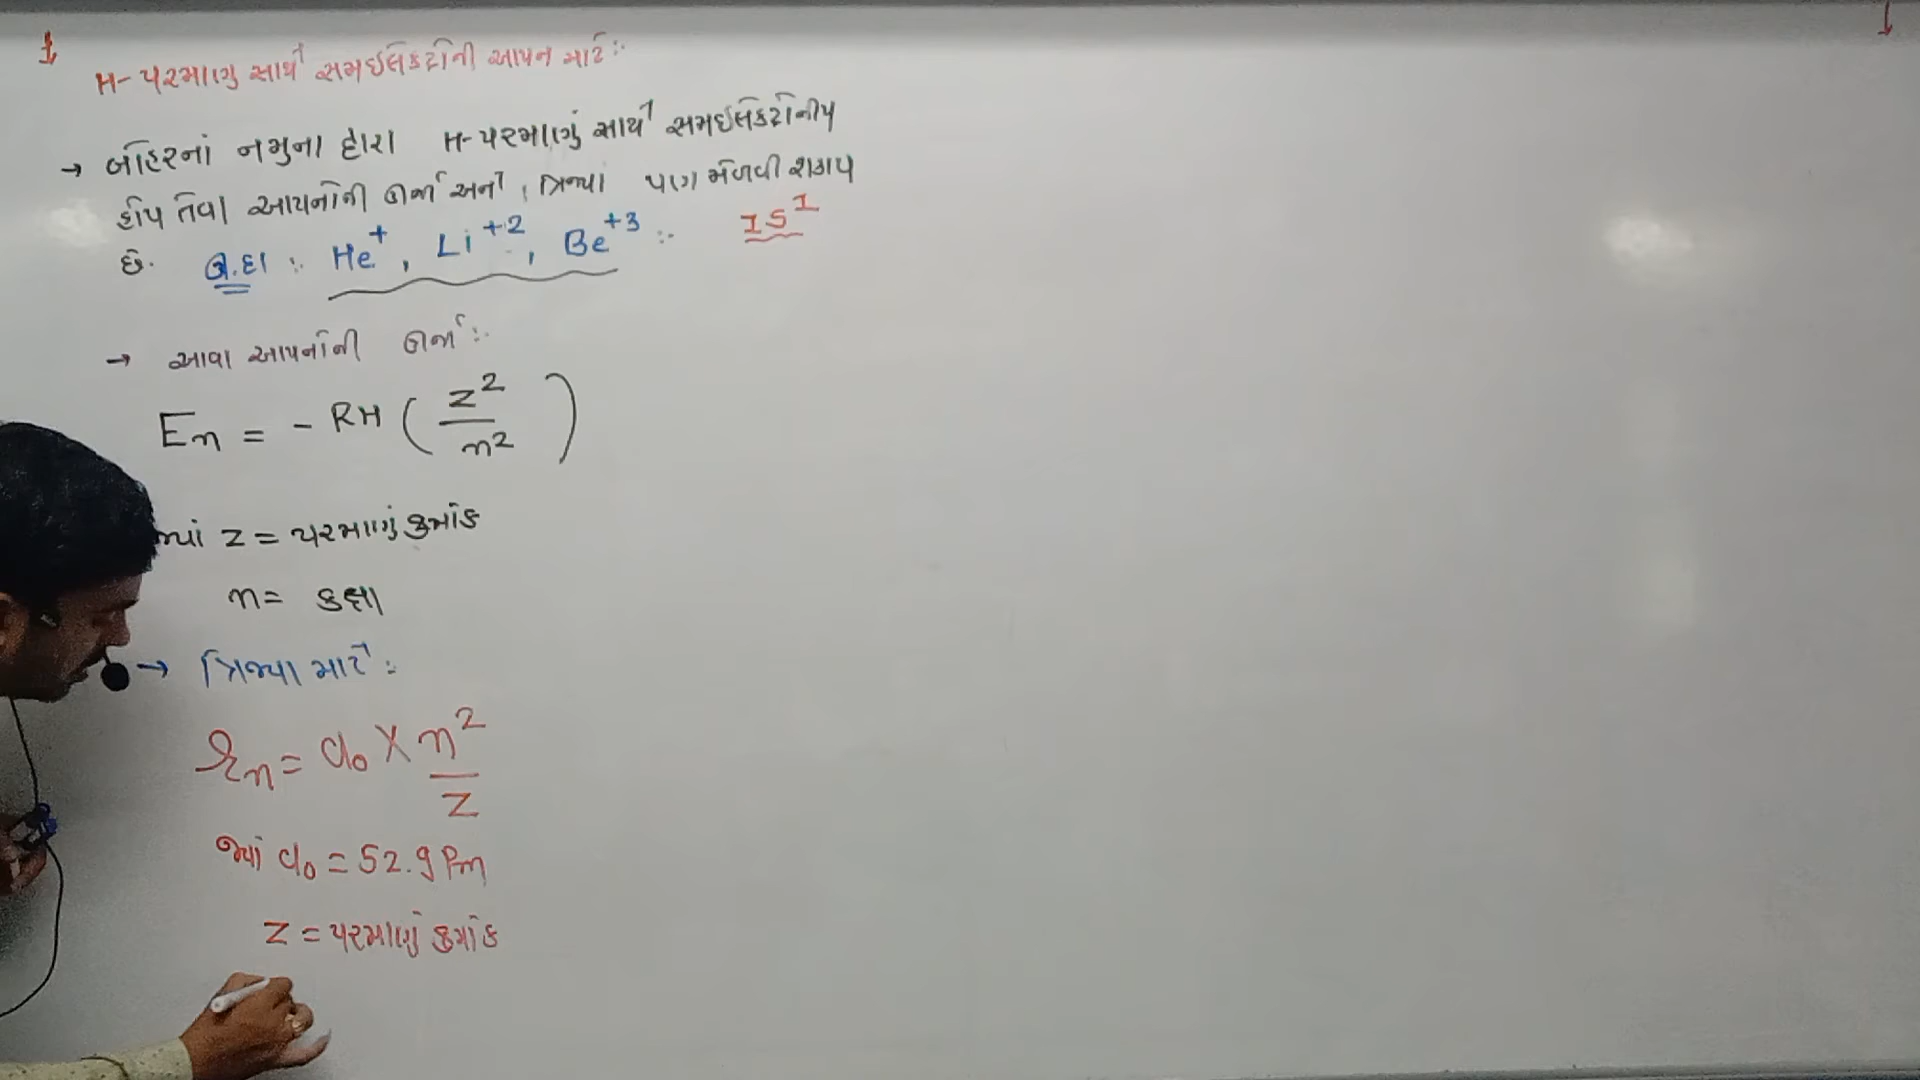 H- પરમાણુ સાથે સમઇલેક્ટ્રોની આયન માટે :-
→ બોહરનાં નમુના દ્વારા H-પરમાણું સાથે સમઇલેક્ટ્રોનીય
હોય તેવા આયનોની ઊર્જા અને, ત્રિજ્યા પણ મેળવી શકાય
છે. ઊ.દા :. He⁺, Li⁺², Be⁺³ :- 1S¹
→ આવા આયનોની ઊર્જા :-
En = - RH ( Z² / n² )
જ્યાં Z = પરમાણું ક્રમાંક
n = કક્ષા
→ ત્રિજ્યા માટે :
rn = a₀ × n² / Z
જ્યાં a₀ = 52.9 Pm
Z = પરમાણું ક્રમાંક